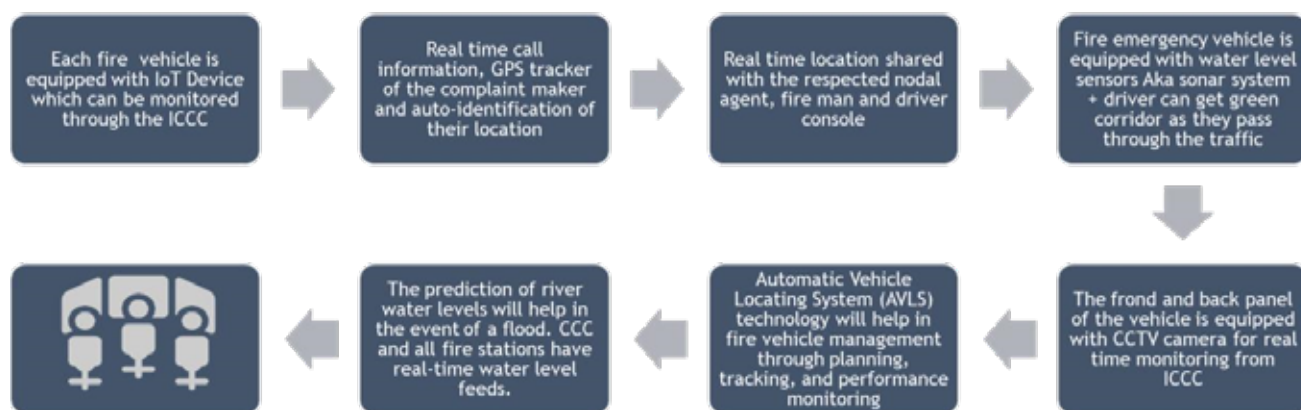 Each fire vehicle is
equipped with IoT Device
which can be monitored
through the ICCC
Real time call
information, GPS tracker
of the complaint maker
and auto-identification of
their location
Real time location shared
with the respected nodal
agent, fire man and driver
console
Fire emergency vehicle is
equipped with water level
sensors Aka sonar system
+ driver can get green
corridor as they pass
through the traffic
The frond and back panel
of the vehicle is equipped
with CCTV camera for real
time monitoring from
ICCC
Automatic Vehicle
Locating System (AVLS)
technology will help in
fire vehicle management
through planning,
tracking, and performance
monitoring
The prediction of river
water levels will help in
the event of a flood. CCC
and all fire stations have
real-time water level
feeds.